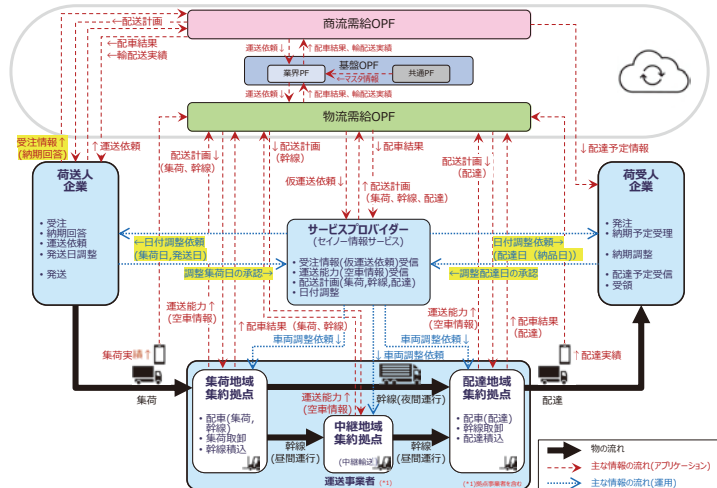 商流需給OPF
←配送計画
←配車結果
←輸配送実績
運送依頼↓
↑配車結果、輸配送実績
基盤OPF
業界PF
共通PF
←マスタ情報
運送依頼↓
↑配車結果、輸配送実績
物流需給OPF
受注情報↑
(納期回答)
↑運送依頼
配送計画↓
(集荷、幹線)
↓配送計画
(幹線)
↓配車結果
仮運送依頼↓
↑配送計画
(集荷、幹線、配達)
配送計画↓
(配達)
↓配達予定情報
荷送人
企業
・受注
・納期回答
・運送依頼
・発送日調整
・発送
荷受人
企業
・発注
・納期予定受理
・納期調整
・配達予定受信
・受領
サービスプロバイダー
(セイノー情報サービス)
・受注情報(仮運送依頼)受信
・運送能力(空車情報)受信
・配送計画(集荷,幹線,配達)
・日付調整
←日付調整依頼
(集荷日,発送日)
調整集荷日の承認→
日付調整依頼→
(配達日（納品日))
←調整配達日の承認
運送能力↑
(空車情報)
↑配車結果（集荷、幹線）
運送能力↑
(空車情報)
↑配車結果
(配達)
車両調整依頼↓
車両調整依頼↓
↓車両調整依頼
集荷実績↑
↑配達実績
集荷
集荷地域
集約拠点
・配車(集荷,
幹線)
・集荷取卸
・幹線積込
運送能力↑
(空車情報)
幹線(夜間運行)
中継地域
集約拠点
(中継輸送)
幹線
(昼間運行)
幹線
(昼間運行)
配達地域
集約拠点
・配車(配達)
・幹線取卸
・配達積込
配達
運送事業者 (*1)
(*1)拠点事業者を含む
物の流れ
主な情報の流れ(アプリケーション)
主な情報の流れ(運用)